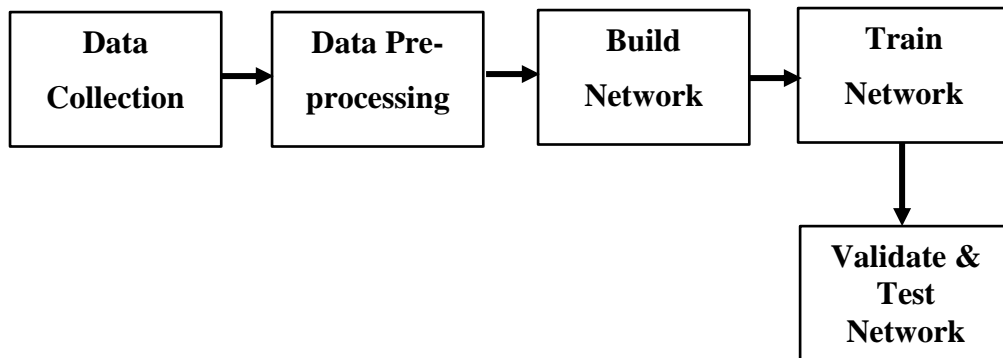 Data
Collection
Data Pre-
processing
Build
Network
Train
Network
Validate &
Test
Network